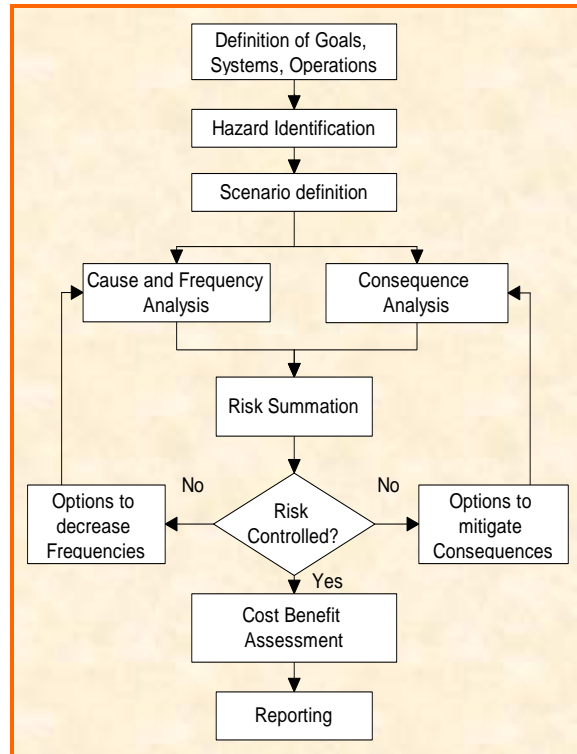 Definition of Goals,
Systems, Operations
Hazard Identification
Scenario definition
Cause and Frequency
Analysis
Consequence
Analysis
Risk Summation
No
No
Options to
decrease
Frequencies
Risk
Controlled?
Options to
mitigate
Consequences
Yes
Cost Benefit
Assessment
Reporting